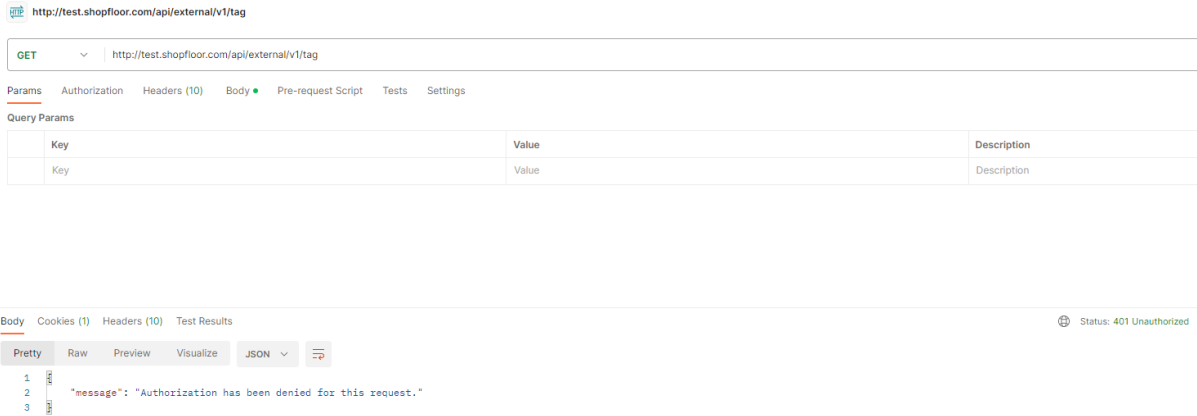 HTTP http://test.shopfloor.com/api/external/v1/tag
GET http://test.shopfloor.com/api/external/v1/tag
Params Authorization Headers (10) Body Pre-request Script Tests Settings
Query Params
Key Value Description
Key Value Description
Body Cookies (1) Headers (10) Test Results Status: 401 Unauthorized
Pretty Raw Preview Visualize JSON
1 {
2 "message": "Authorization has been denied for this request."
3 }